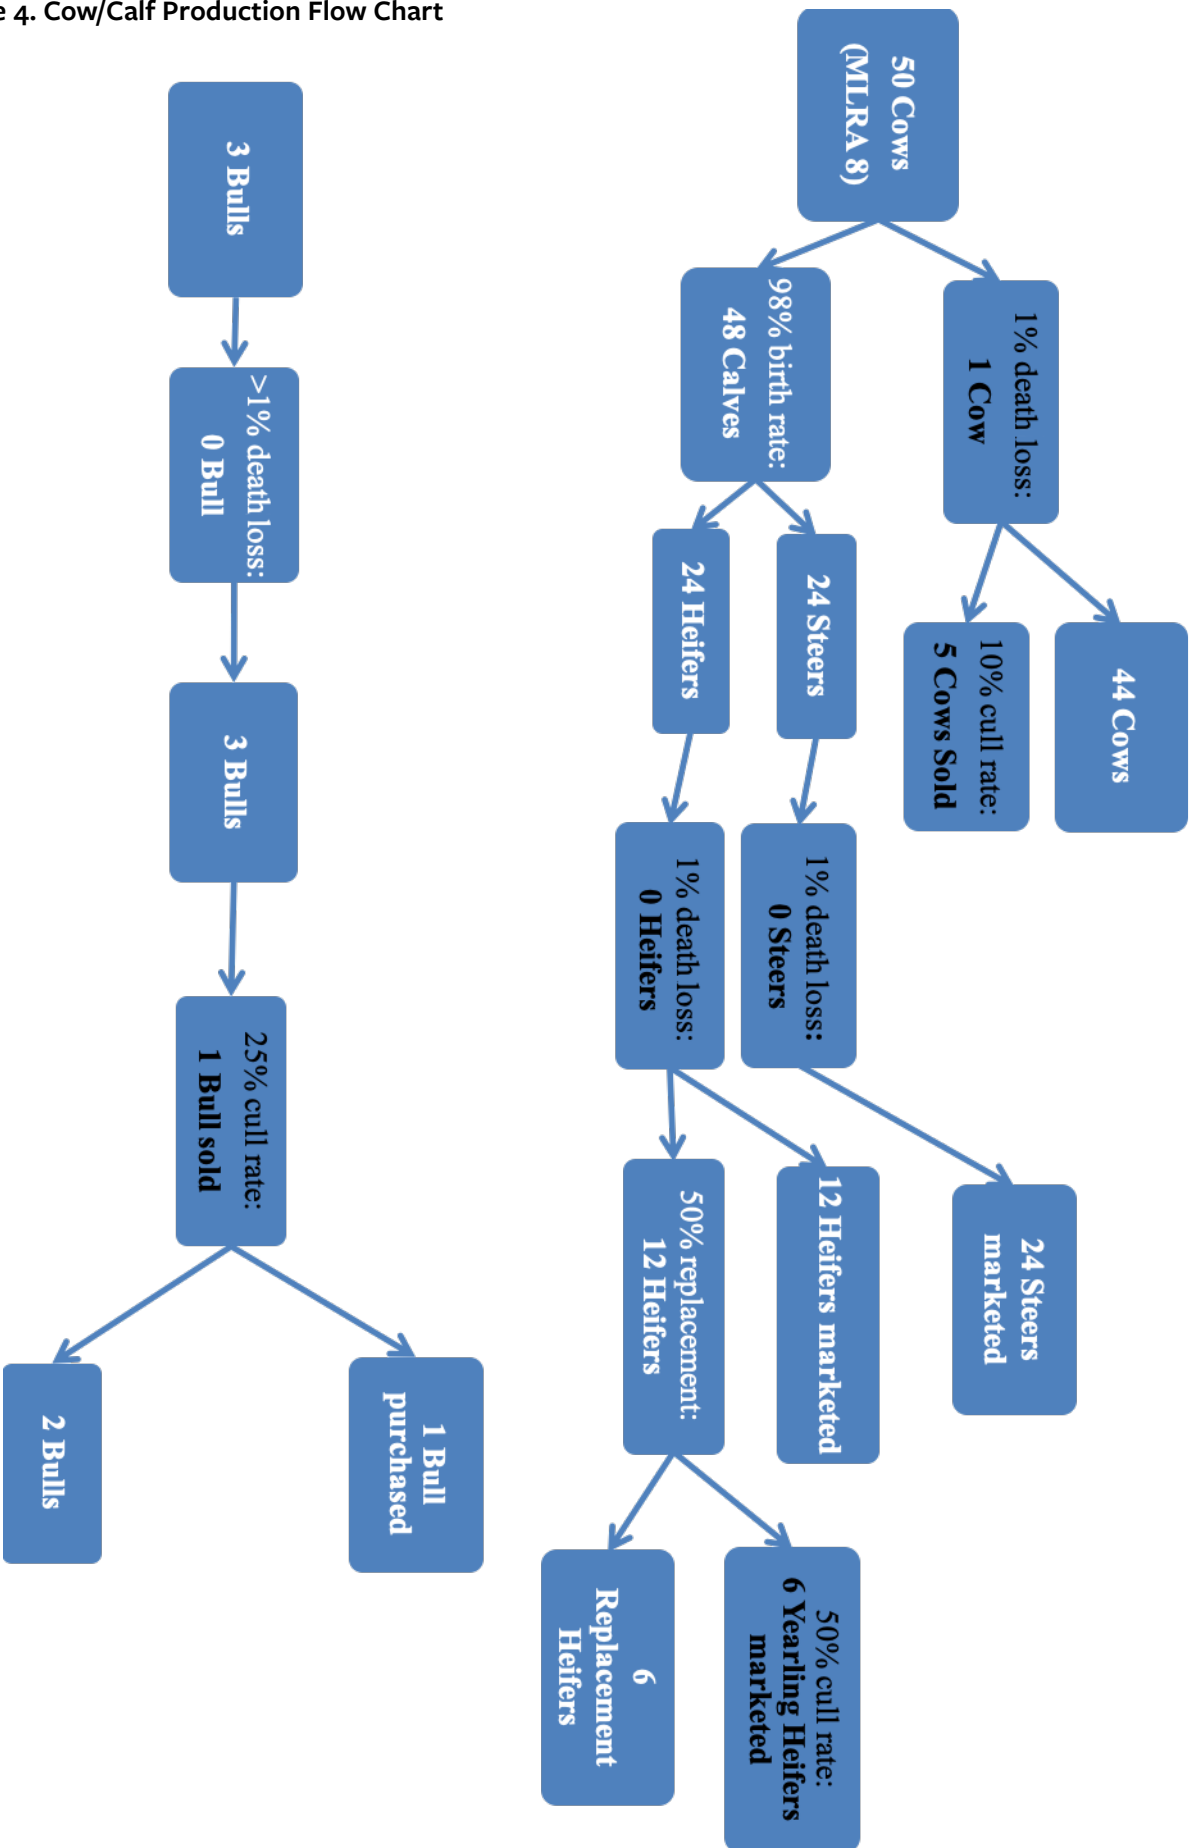 e 4. Cow/Calf Production Flow Chart
50 Cows
(MLRA 8)
1% death loss:
1 Cow
44 Cows
10% cull rate:
5 Cows Sold
98% birth rate:
48 Calves
24 Steers
1% death loss:
0 Steers
24 Steers
marketed
24 Heifers
1% death loss:
0 Heifers
12 Heifers marketed
50% replacement:
12 Heifers
50% cull rate:
6 Yearling Heifers
marketed
6
Replacement
Heifers
3 Bulls
>1% death loss:
0 Bull
3 Bulls
25% cull rate:
1 Bull sold
1 Bull
purchased
2 Bulls